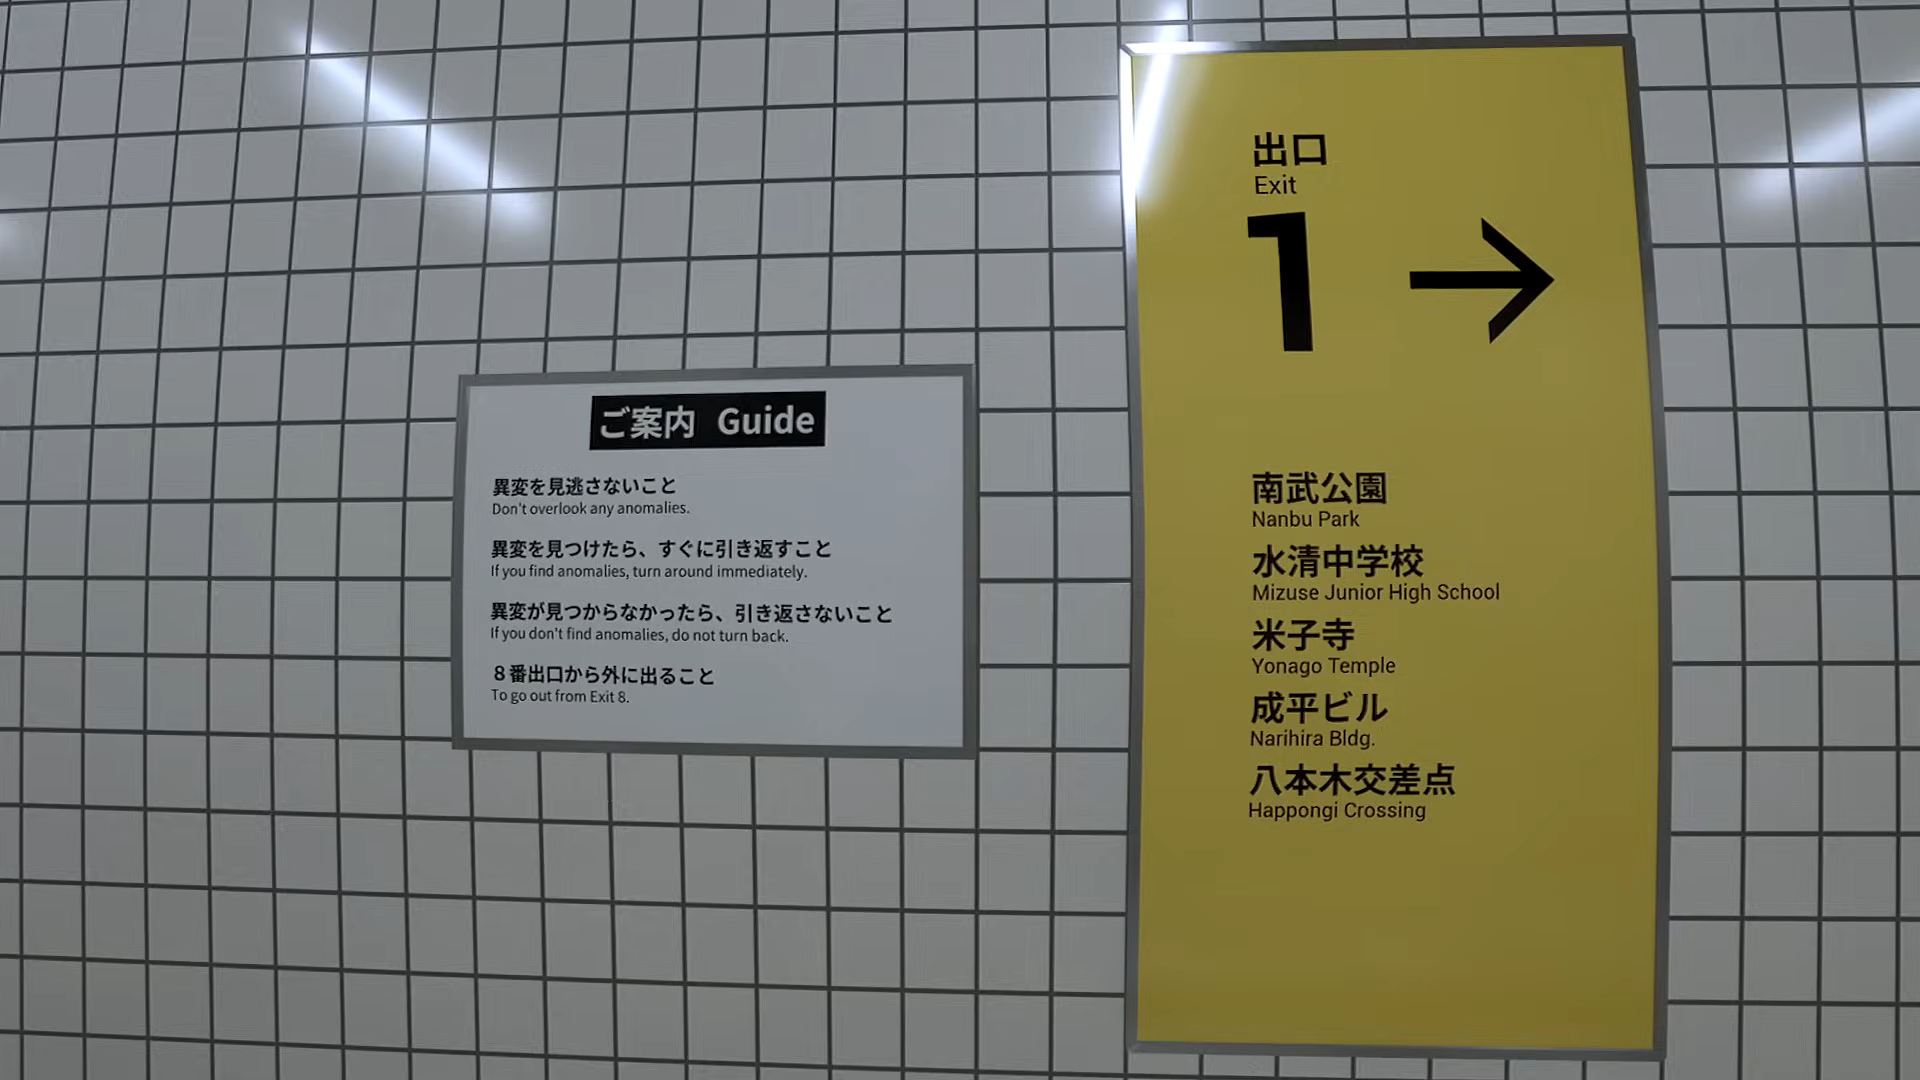 ご案内 Guide
異変を見逃さないこと
Don't overlook any anomalies.
異変を見つけたら、すぐに引き返すこと
If you find anomalies, turn around immediately.
異変が見つからなかったら、引き返さないこと
If you don't find anomalies, do not turn back.
８番出口から外に出ること
To go out from Exit 8.
出口
Exit
1 →
南武公園
Nanbu Park
水清中学校
Mizuse Junior High School
米子寺
Yonago Temple
成平ビル
Narihira Bldg.
八本木交差点
Happongi Crossing